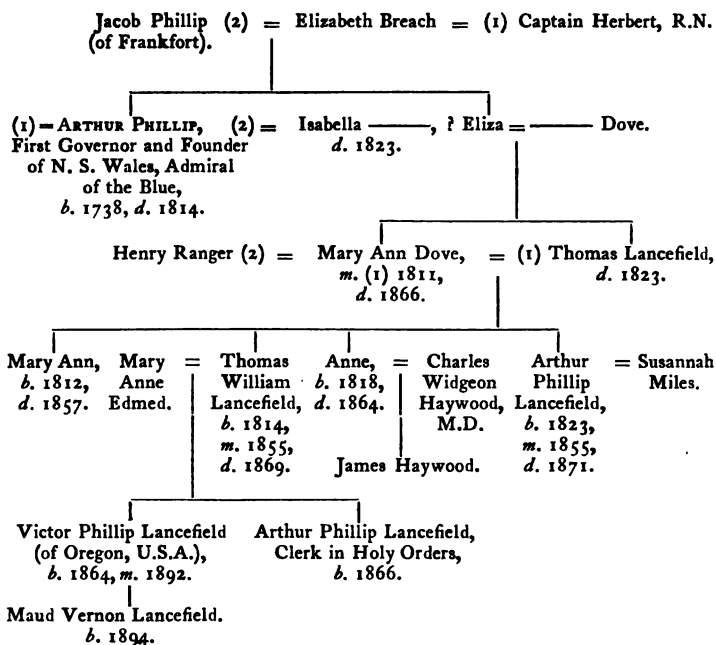 Jacob Phillip (2) = Elizabeth Breach = (1) Captain Herbert, R.N.
(of Frankfort).
(1) = ARTHUR PHILLIP, (2) = Isabella ———, ? Eliza = ——— Dove.
First Governor and Founder d. 1823.
of N. S. Wales, Admiral
of the Blue,
b. 1738, d. 1814.
Henry Ranger (2) = Mary Ann Dove, = (1) Thomas Lancefield,
m. (1) 1811, d. 1823.
d. 1866.
Mary Ann, Mary = Thomas Anne, = Charles Arthur = Susannah
b. 1812, Anne William b. 1818, Widgeon Phillip Miles.
d. 1857. Edmed. Lancefield, d. 1864. Haywood, Lancefield,
b. 1814, M.D. b. 1823,
m. 1855, m. 1855,
d. 1869. James Haywood. d. 1871.
Victor Phillip Lancefield Arthur Phillip Lancefield,
(of Oregon, U.S.A.), Clerk in Holy Orders,
b. 1864, m. 1892. b. 1866.
Maud Vernon Lancefield.
b. 1894.